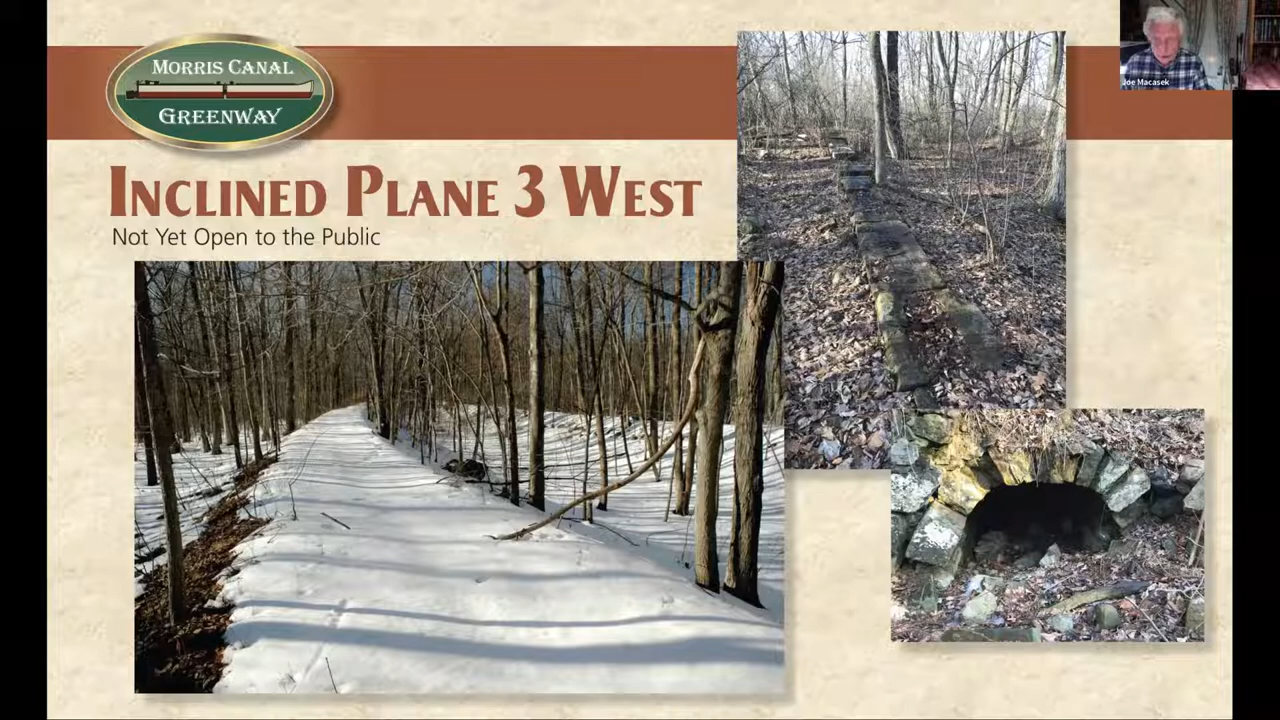 MORRIS CANAL
GREENWAY
INCLINED PLANE 3 WEST
Not Yet Open to the Public
Joe Macasek